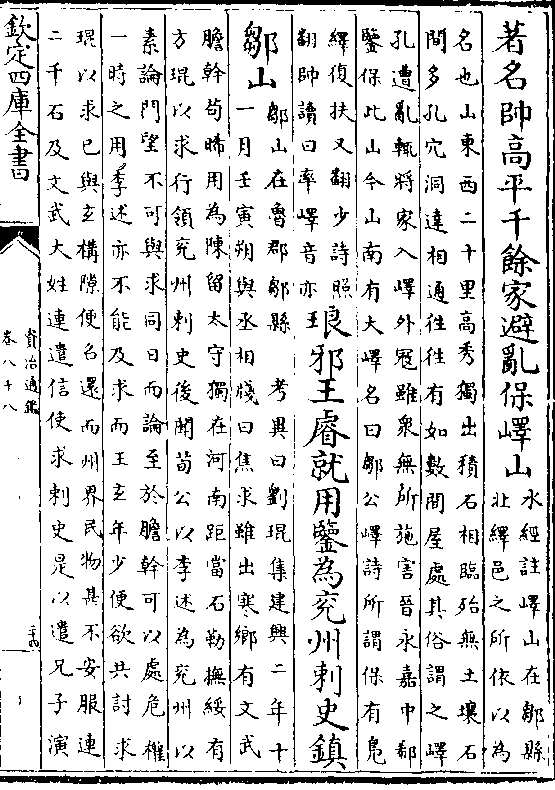 著名帥高平千餘家避亂保嶧山水經註山在鄒縣
北繹邑之所依以為
名也山東西二十里高秀獨出積石相臨殆無土壤石
間多孔穴洞達相通往往有如數間屋處其俗謂之嶧
孔遭亂輒將家入嶧外寇雖衆無所施害晉永嘉中郗
鑒保此山今山南有大嶧名曰鄒公嶧詩所謂保有鳬
繹復扶又翻少詩照
翻帥讀曰率嶧音亦琅邪王睿就用鑒為兖州刺史鎮
鄒山鄒山在魯郡鄒縣 考異曰劉琨集建興二年十
一月壬寅朔與丞相牋曰焦求雖出寒鄉有文武
膽幹荀晞用為陳留太守獨在河南距當石勒撫綏有
方琨以求行領兖州刺史後聞荀公以李述為兖州以
素論門望不可與求同日而論至於膽幹可以處危權
一時之用李述亦不能及求而王玄年少便欲共討求
琨以求已與玄構隙便召還而州界民物甚不安服連
二千石及文武大姓連遣信使求刺史是以遣兄子演
欽定四庫全書
資治通鑑
卷八十八